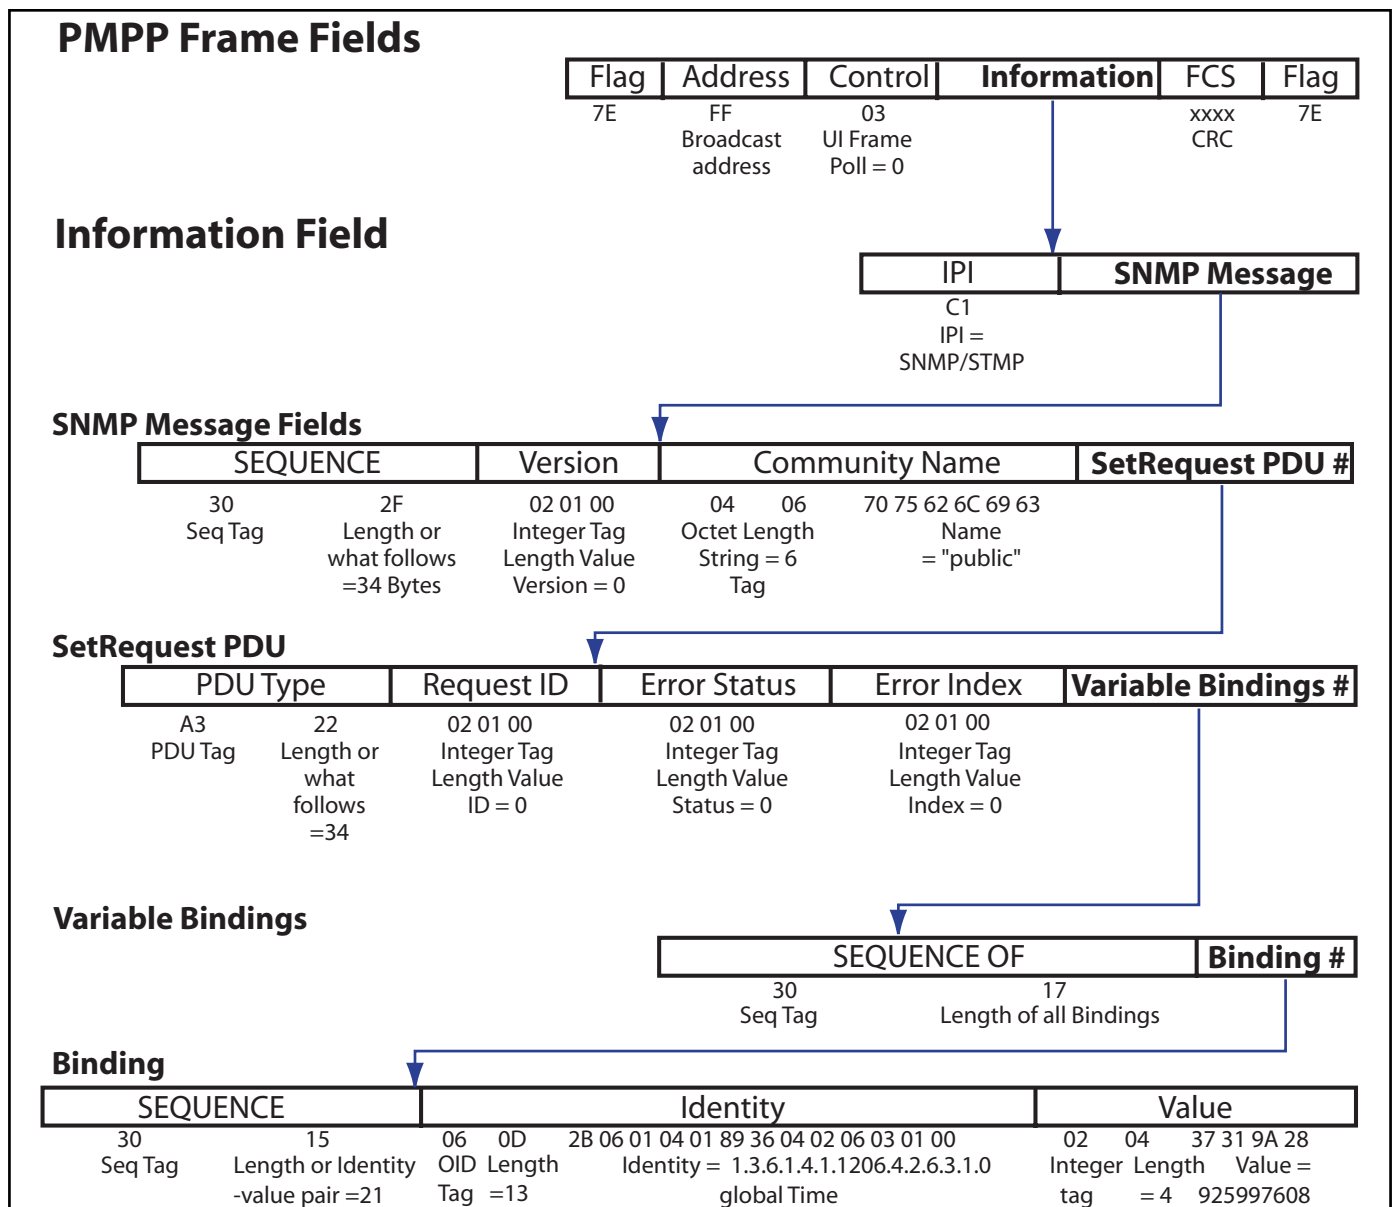 PMPP Frame Fields
Flag Address Control Information FCS Flag
7E FF 03 xxxx 7E
Broadcast UI Frame CRC
address Poll = 0
Information Field
IPI SNMP Message
C1
IPI =
SNMP/STMP
SNMP Message Fields
SEQUENCE Version Community Name SetRequest PDU #
30 2F 02 01 00 04 06 70 75 62 6C 69 63
Seq Tag Length or Integer Tag Octet Length Name
what follows Length Value String = 6 = "public"
=34 Bytes Version = 0 Tag
SetRequest PDU
PDU Type Request ID Error Status Error Index Variable Bindings #
A3 22 02 01 00 02 01 00 02 01 00
PDU Tag Length or Integer Tag Integer Tag Integer Tag
what Length Value Length Value Length Value
follows ID = 0 Status = 0 Index = 0
=34
Variable Bindings
SEQUENCE OF Binding #
30 17
Seq Tag Length of all Bindings
Binding
SEQUENCE Identity Value
30 15 06 0D 2B 06 01 04 01 89 36 04 02 06 03 01 00 02 04 37 31 9A 28
Seq Tag Length or Identity OID Length Identity = 1.3.6.1.4.1.1206.4.2.6.3.1.0 Integer Length Value =
-value pair =21 Tag =13 global Time tag = 4 925997608